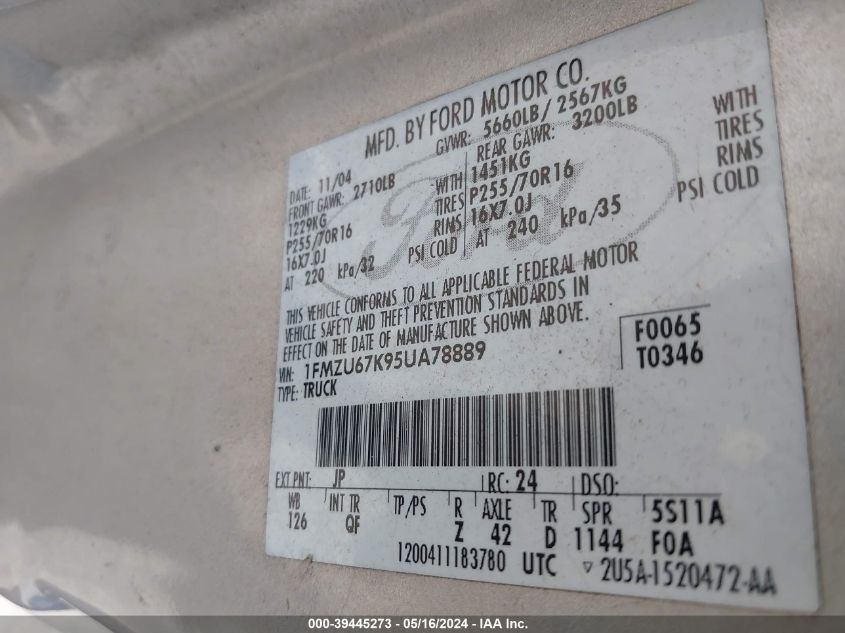 MFD. BY FORD MOTOR CO.
DATE: 11/04 GVWR: 5660LB/ 2567KG
FRONT GAWR: 2710LB REAR GAWR: 3200LB
1229KG WITH 1451KG WITH
P255/70R16 TIRES P255/70R16 TIRES
16X7.0J RIMS 16X7.0J RIMS
AT 220 kPa/32 PSI COLD AT 240 kPa/35 PSI COLD
Ford
THIS VEHICLE CONFORMS TO ALL APPLICABLE FEDERAL MOTOR
VEHICLE SAFETY AND THEFT PREVENTION STANDARDS IN
EFFECT ON THE DATE OF MANUFACTURE SHOWN ABOVE.
VIN: 1FMZU67K95UA78889
TYPE: TRUCK
F0065
T0346
EXT PNT: JP RC: 24 DSO:
WB INT TR TP/PS R AXLE TR SPR 5S11A
126 QF Z 42 D 1144 F0A
1200411183780 UTC ▽ 2U5A-1520472-AA
000-39445273 - 05/16/2024 - IAA Inc.